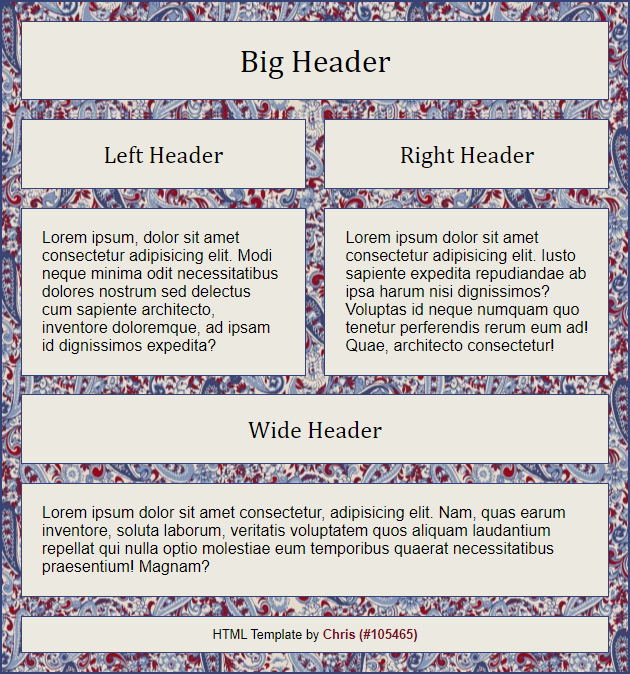 Big Header
Left Header
Right Header
Lorem ipsum, dolor sit amet
consectetur adipisicing elit. Modi
neque minima odit necessitatibus
dolores nostrum sed delectus
cum sapiente architecto,
inventore doloremque, ad ipsam
id dignissimos expedita?
Lorem ipsum dolor sit amet
consectetur adipisicing elit. Iusto
sapiente expedita repudiandae ab
ipsa harum nisi dignissimos?
Voluptas id neque numquam quo
tenetur perferendis rerum eum ad!
Quae, architecto consectetur!
Wide Header
Lorem ipsum dolor sit amet consectetur, adipisicing elit. Nam, quas earum
inventore, soluta laborum, veritatis voluptatem quos aliquam laudantium
repellat qui nulla optio molestiae eum temporibus quaerat necessitatibus
praesentium! Magnam?
HTML Template by Chris (#105465)